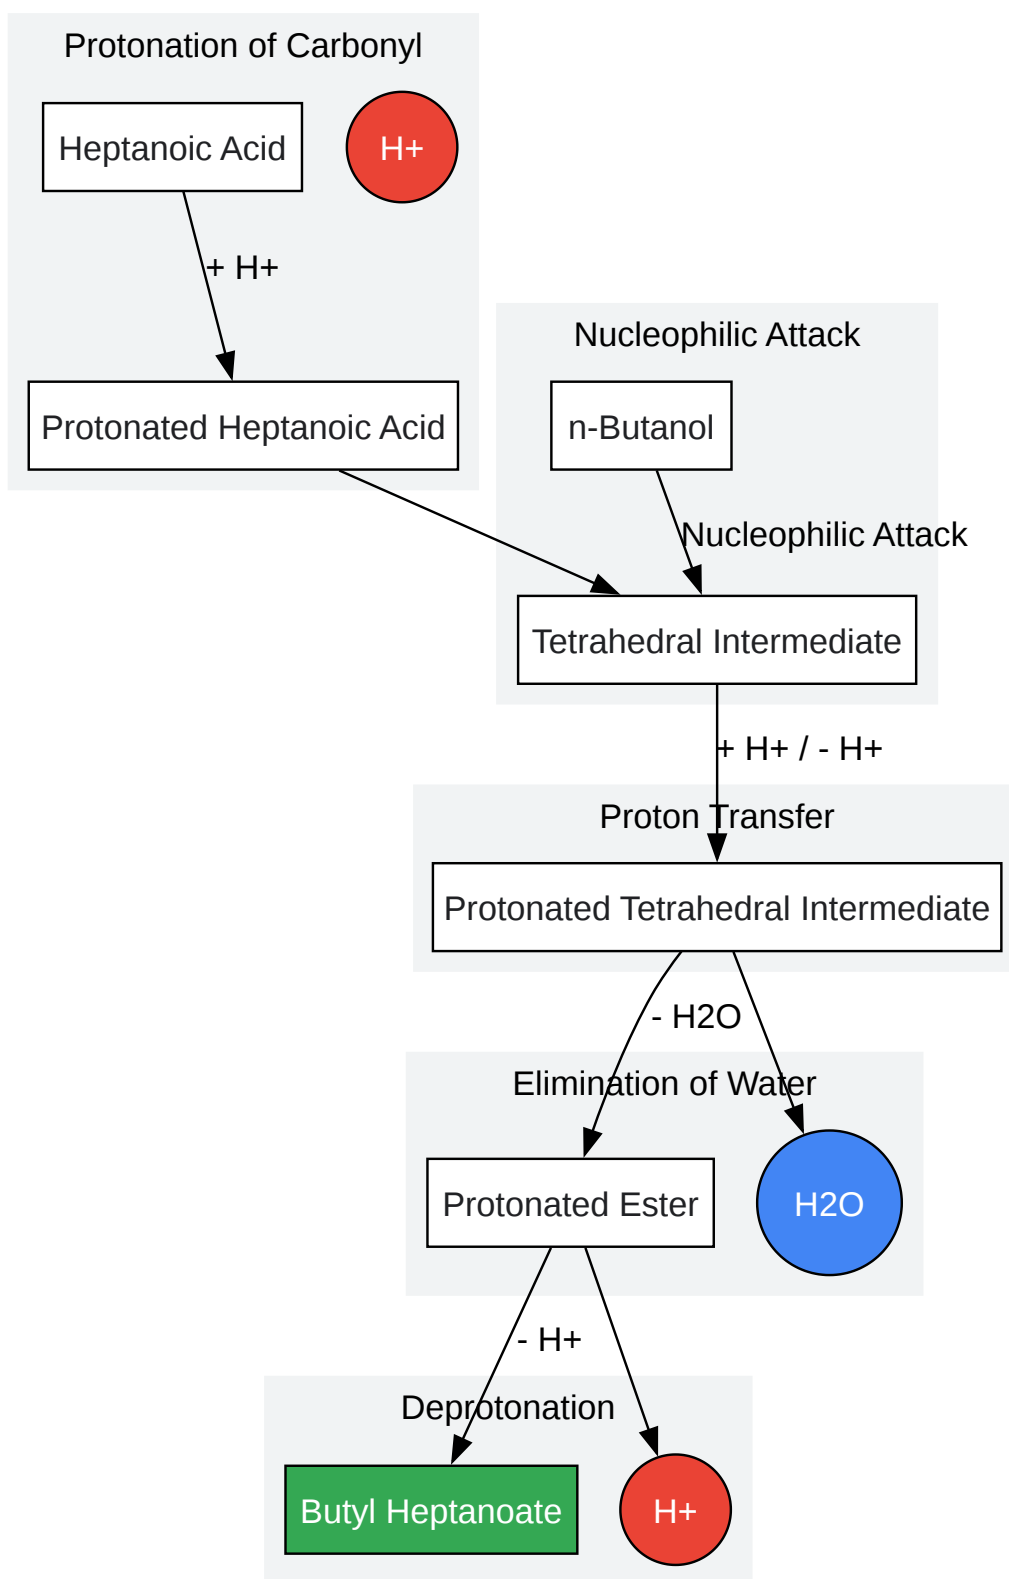 Protonation of Carbonyl
Heptanoic Acid
H+
+ H+
Protonated Heptanoic Acid
Nucleophilic Attack
n-Butanol
Nucleophilic Attack
Tetrahedral Intermediate
+ H+ / - H+
Proton Transfer
Protonated Tetrahedral Intermediate
- H2O
Elimination of Water
Protonated Ester
H2O
- H+
Deprotonation
Butyl Heptanoate
H+